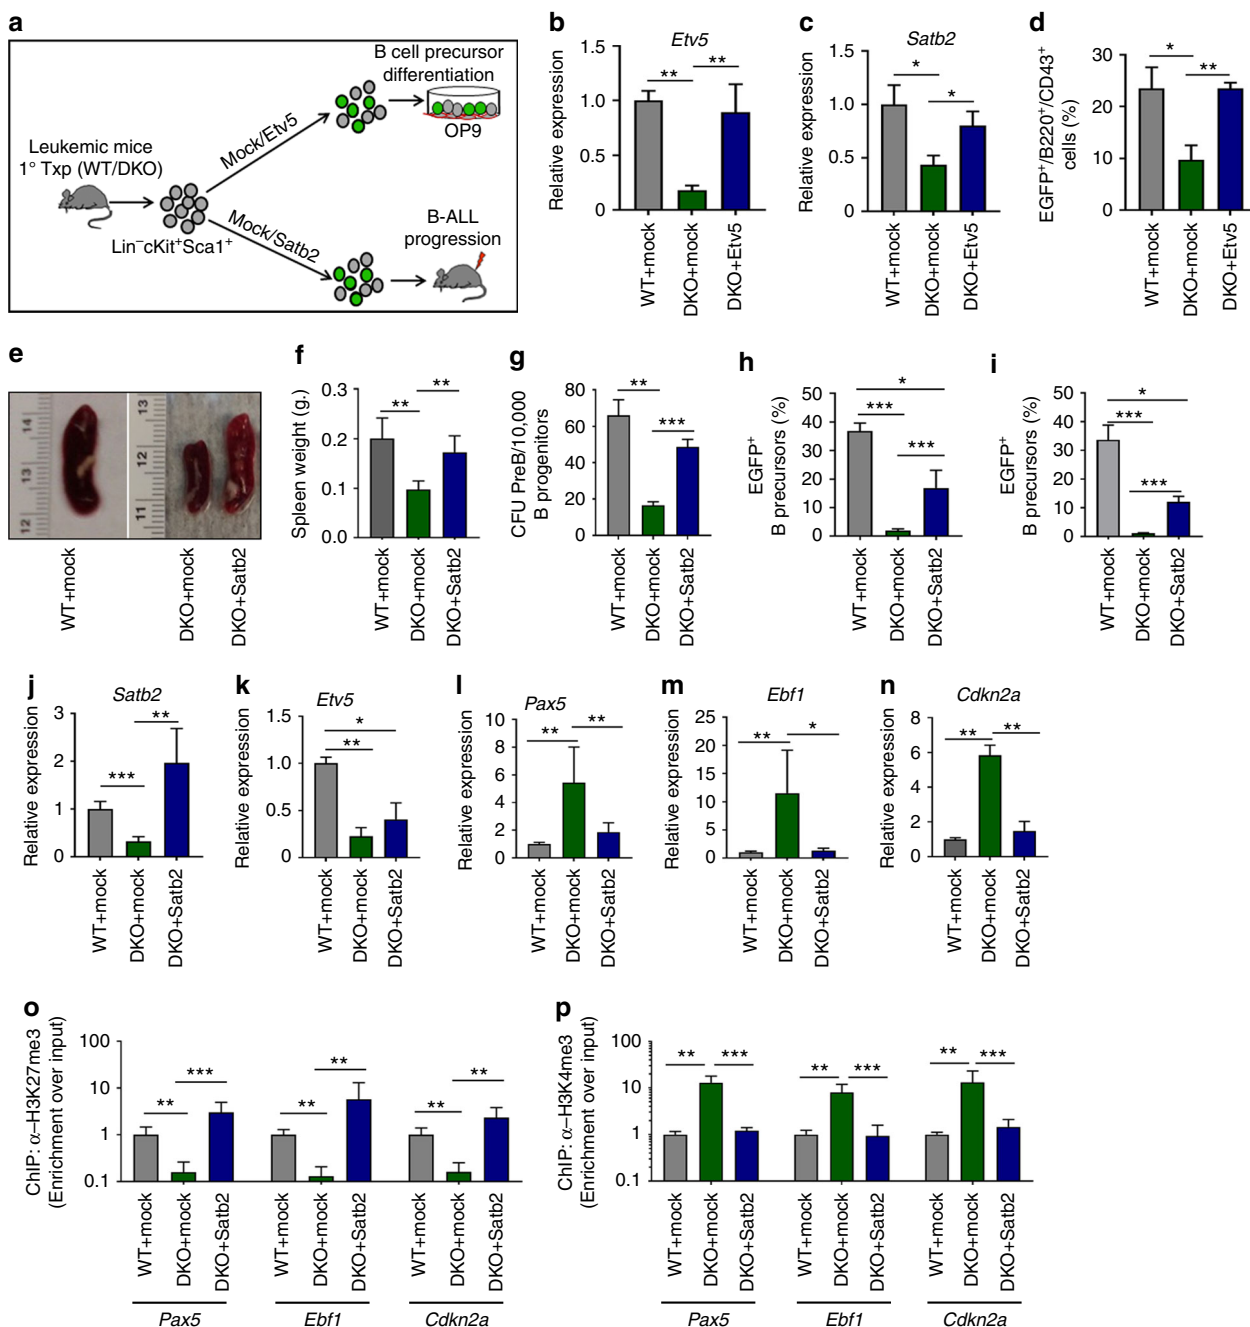 a
Leukemic mice
1° Txp (WT/DKO)
Lin⁻cKit⁺Sca1⁺
Mock/Etv5
Mock/Satb2
B cell precursor
differentiation
OP9
B-ALL
progression
b
Etv5
Relative expression
1.5
1.0
0.5
0
**
**
WT+mock
DKO+mock
DKO+Etv5
c
Satb2
Relative expression
1.5
1.0
0.5
0
*
*
WT+mock
DKO+mock
DKO+Etv5
d
EGFP⁺/B220⁺/CD43⁺
cells (%)
30
20
10
0
*
**
WT+mock
DKO+mock
DKO+Etv5
e
14
13
12
13
12
11
WT+mock
DKO+mock
DKO+Satb2
f
Spleen weight (g.)
0.3
0.2
0.1
0.0
**
**
WT+mock
DKO+mock
DKO+Satb2
g
CFU PreB/10,000
B progenitors
80
60
40
20
0
**
***
WT+mock
DKO+mock
DKO+Satb2
h
EGFP⁺
B precursors (%)
50
40
30
20
10
0
*
***
***
WT+mock
DKO+mock
DKO+Satb2
i
EGFP⁺
B precursors (%)
50
40
30
20
10
0
*
***
***
WT+mock
DKO+mock
DKO+Satb2
j
Satb2
Relative expression
3
2
1
0
**
***
WT+mock
DKO+mock
DKO+Satb2
k
Etv5
Relative expression
1.5
1.0
0.5
0
*
**
WT+mock
DKO+mock
DKO+Satb2
l
Pax5
Relative expression
10
8
6
4
2
0
**
**
WT+mock
DKO+mock
DKO+Satb2
m
Ebf1
Relative expression
25
20
15
10
5
0
**
*
WT+mock
DKO+mock
DKO+Satb2
n
Cdkn2a
Relative expression
8
6
4
2
0
**
**
WT+mock
DKO+mock
DKO+Satb2
o
ChIP: α–H3K27me3
(Enrichment over input)
100
10
1
0.1
**
***
**
**
**
**
WT+mock
DKO+mock
DKO+Satb2
WT+mock
DKO+mock
DKO+Satb2
WT+mock
DKO+mock
DKO+Satb2
Pax5
Ebf1
Cdkn2a
p
ChIP: α–H3K4me3
(Enrichment over input)
100
10
1
0.1
**
***
**
***
**
***
WT+mock
DKO+mock
DKO+Satb2
WT+mock
DKO+mock
DKO+Satb2
WT+mock
DKO+mock
DKO+Satb2
Pax5
Ebf1
Cdkn2a